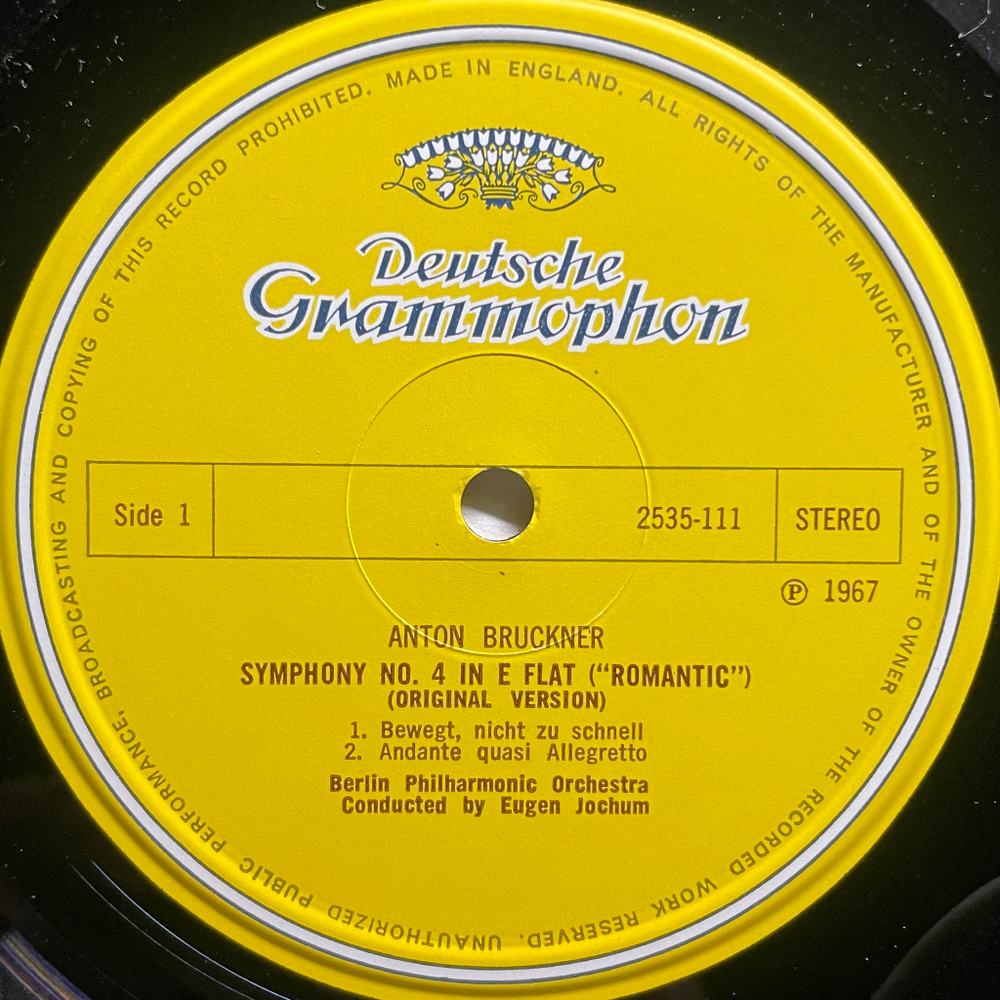 UNAUTHORIZED PUBLIC PERFORMANCE, BROADCASTING AND COPYING OF THIS RECORD PROHIBITED. MADE IN ENGLAND. ALL RIGHTS OF THE MANUFACTURER AND OF THE OWNER OF THE RECORDED WORK RESERVED.
Deutsche
Grammophon
Side 1 2535-111 STEREO
Ⓟ 1967
ANTON BRUCKNER
SYMPHONY NO. 4 IN E FLAT (“ROMANTIC”)
(ORIGINAL VERSION)
1. Bewegt, nicht zu schnell
2. Andante quasi Allegretto
Berlin Philharmonic Orchestra
Conducted by Eugen Jochum